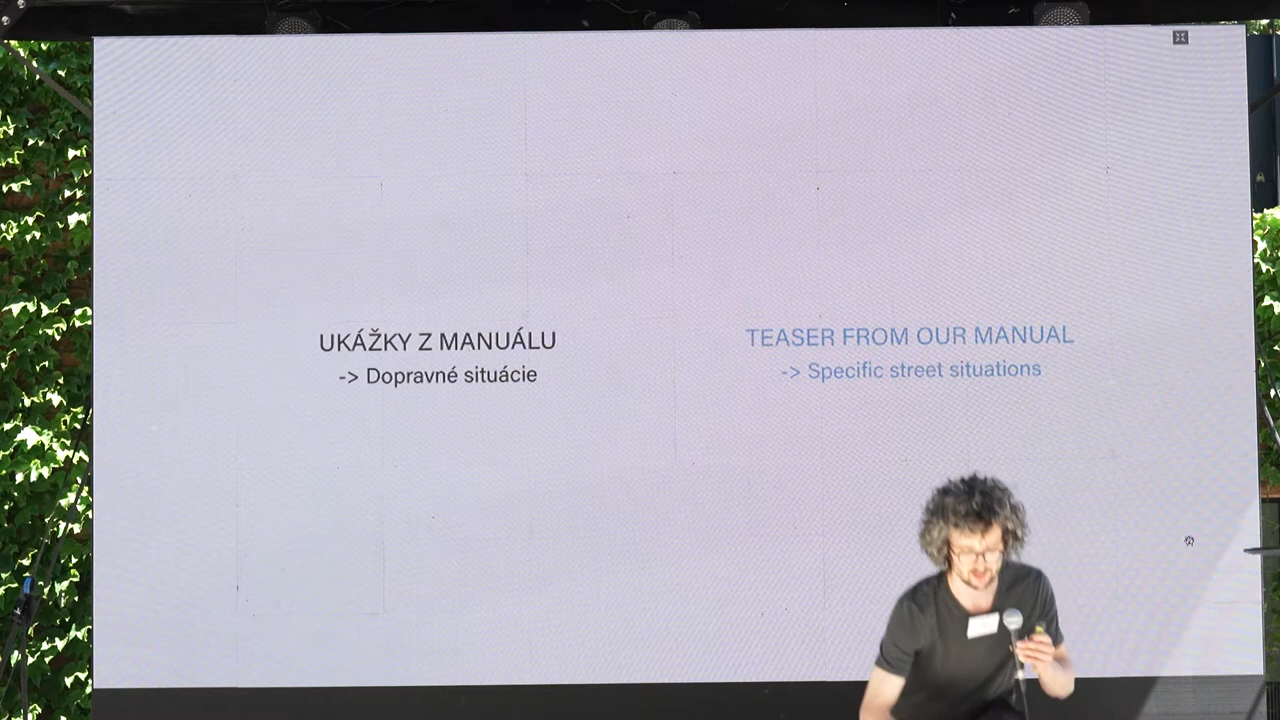 UKÁŽKY Z MANUÁLU
-> Dopravné situácie
TEASER FROM OUR MANUAL
-> Specific street situations